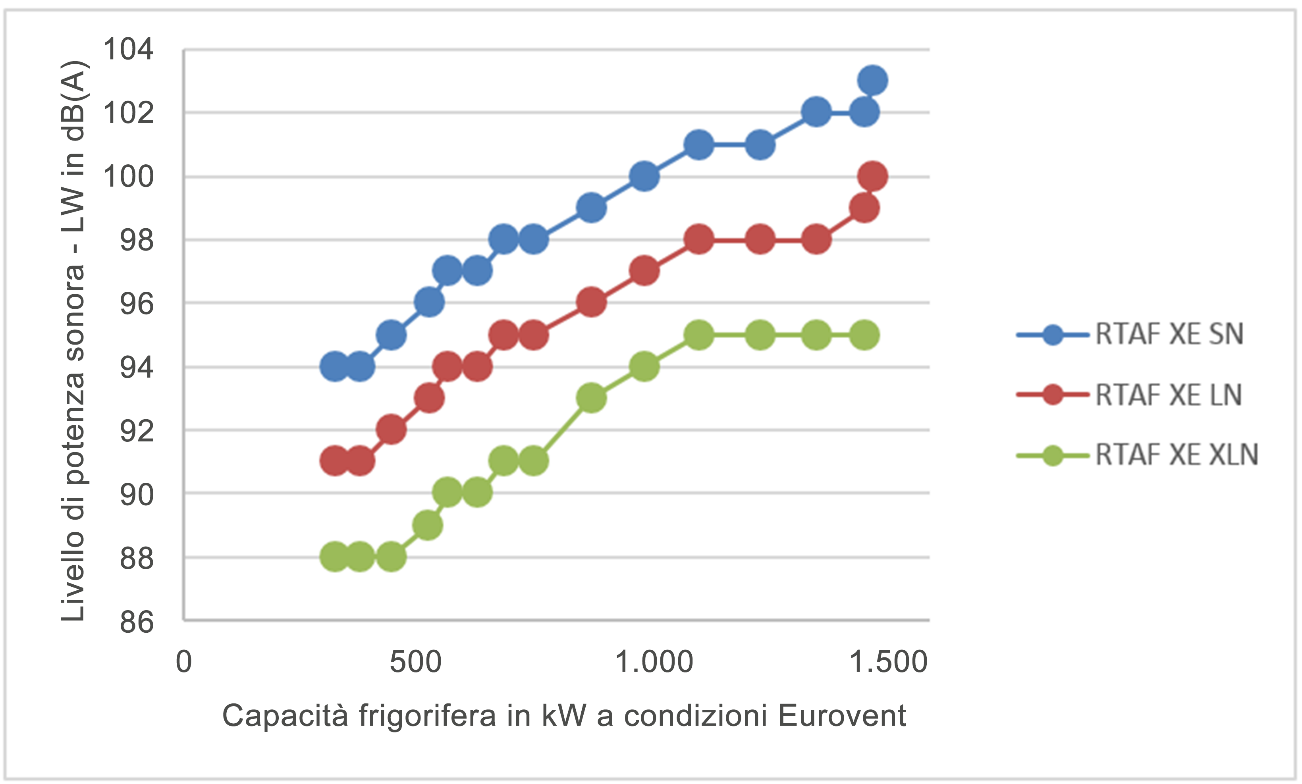 104
102
100
98
96
94
92
90
88
86
Livello di potenza sonora - LW in dB(A)
0 500 1.000 1.500
Capacità frigorifera in kW a condizioni Eurovent
RTAF XE SN
RTAF XE LN
RTAF XE XLN